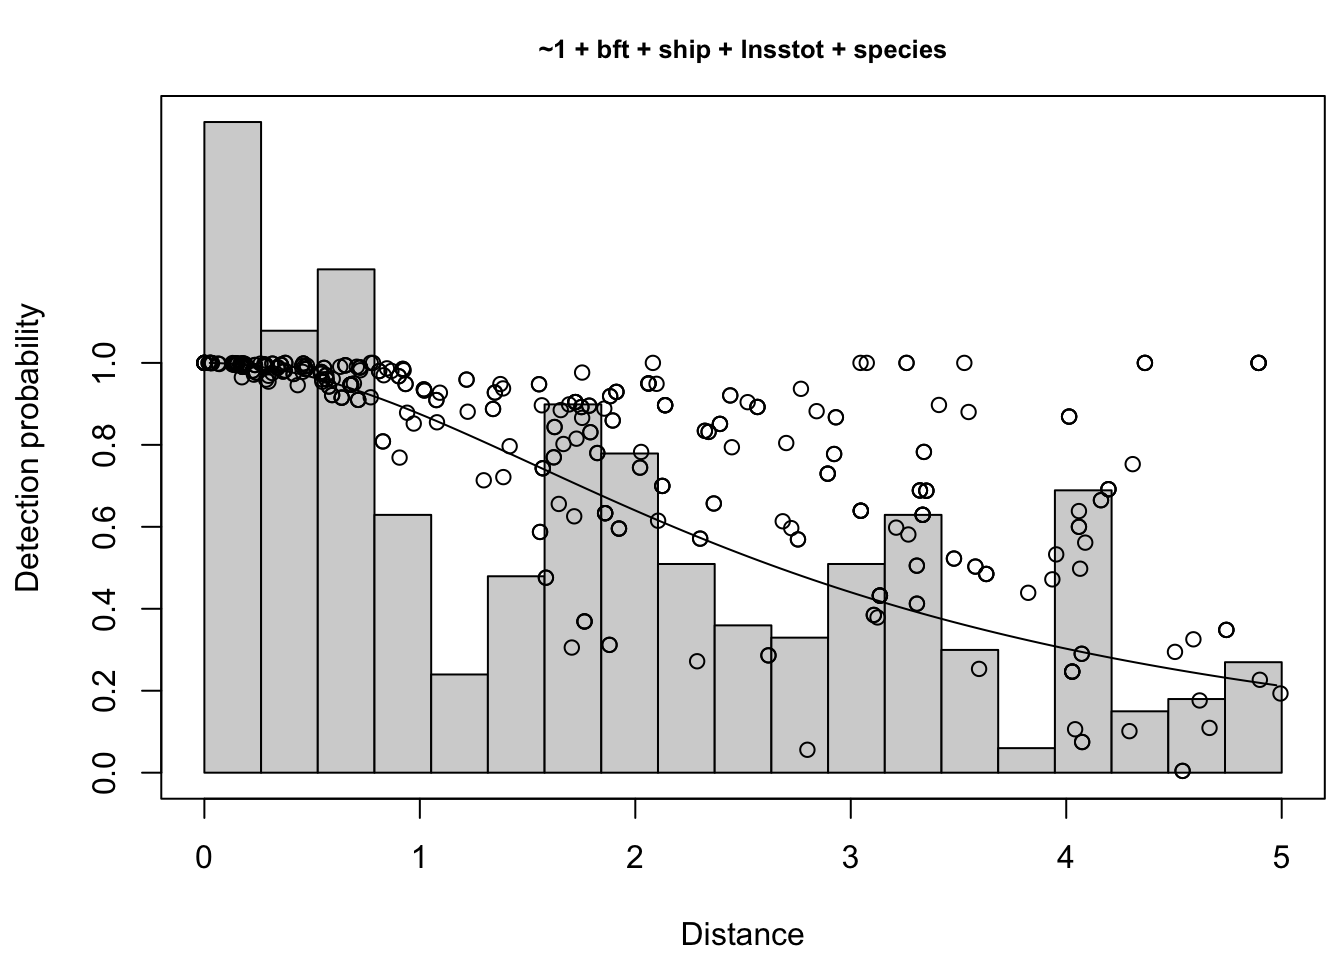 ~1 + bft + ship + lnsstot + species
Detection probability
1.0
0.8
0.6
0.4
0.2
0.0
0 1 2 3 4 5
Distance